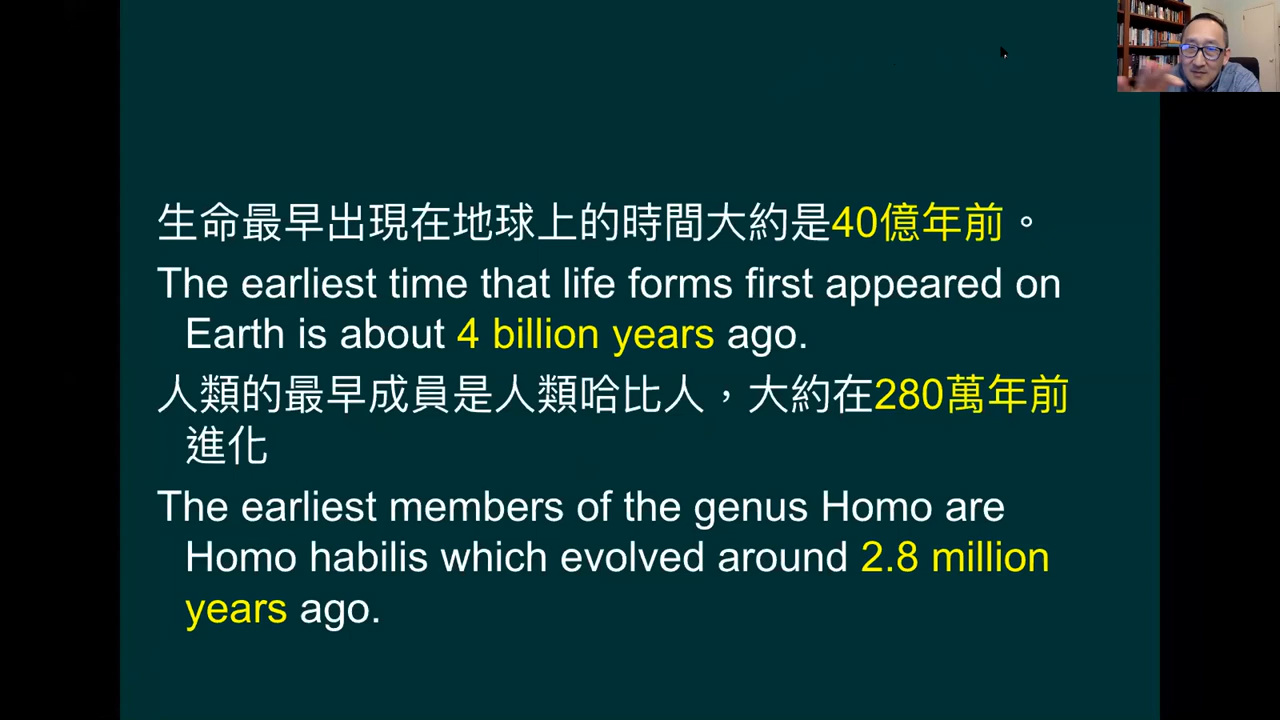 生命最早出現在地球上的時間大約是40億年前。
The earliest time that life forms first appeared on
Earth is about 4 billion years ago.
人類的最早成員是人類哈比人，大約在280萬年前
進化
The earliest members of the genus Homo are
Homo habilis which evolved around 2.8 million
years ago.